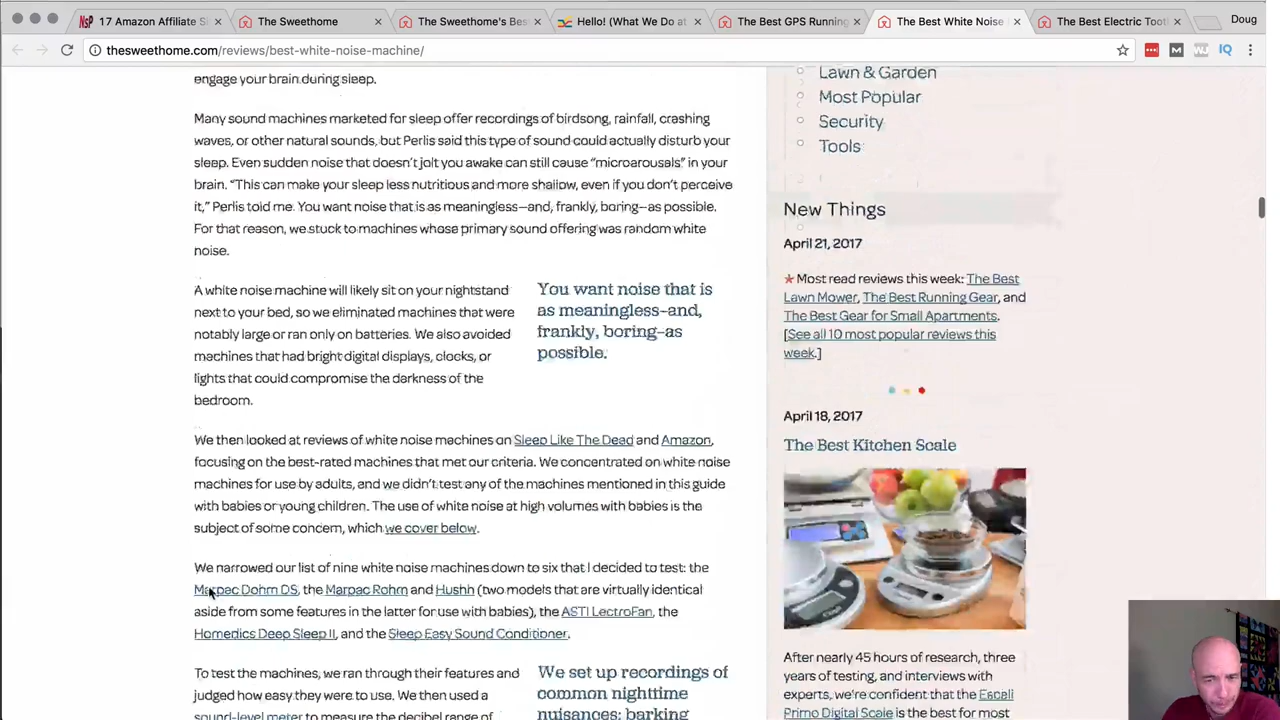 17 Amazon Affiliate Si
The Sweethome
The Sweethome's Bes
Hello! (What We Do at
The Best GPS Running
The Best White Noise
The Best Electric Toot
Doug
thesweethome.com/reviews/best-white-noise-machine/
engage your brain during sleep.
Many sound machines marketed for sleep offer recordings of birdsong, rainfall, crashing
waves, or other natural sounds, but Perlis said this type of sound could actually disturb your
sleep. Even sudden noise that doesn't jolt you awake can still cause "microarousals" in your
brain. "This can make your sleep less nutritious and more shallow, even if you don't perceive
it," Perlis told me. You want noise that is as meaningless—and, frankly, boring—as possible.
For that reason, we stuck to machines whose primary sound offering was random white
noise.
A white noise machine will likely sit on your nightstand
next to your bed, so we eliminated machines that were
notably large or ran only on batteries. We also avoided
machines that had bright digital displays, clocks, or
lights that could compromise the darkness of the
bedroom.
You want noise that is
as meaningless—and,
frankly, boring—as
possible.
We then looked at reviews of white noise machines on Sleep Like The Dead and Amazon,
focusing on the best-rated machines that met our criteria. We concentrated on white noise
machines for use by adults, and we didn't test any of the machines mentioned in this guide
with babies or young children. The use of white noise at high volumes with babies is the
subject of some concern, which we cover below.
We narrowed our list of nine white noise machines down to six that I decided to test: the
Marpac Dohm DS, the Marpac Rohm and Hushh (two models that are virtually identical
aside from some features in the latter for use with babies), the ASTI LectroFan, the
Homedics Deep Sleep II, and the Sleep Easy Sound Conditioner.
To test the machines, we ran through their features and
judged how easy they were to use. We then used a
sound-level meter to measure the decibel range of
We set up recordings of
common nighttime
nuisances: barking
Lawn & Garden
Most Popular
Security
Tools
New Things
April 21, 2017
Most read reviews this week: The Best
Lawn Mower, The Best Running Gear, and
The Best Gear for Small Apartments.
[See all 10 most popular reviews this
week.]
April 18, 2017
The Best Kitchen Scale
After nearly 45 hours of research, three
years of testing, and interviews with
experts, we're confident that the Escali
Primo Digital Scale is the best for most